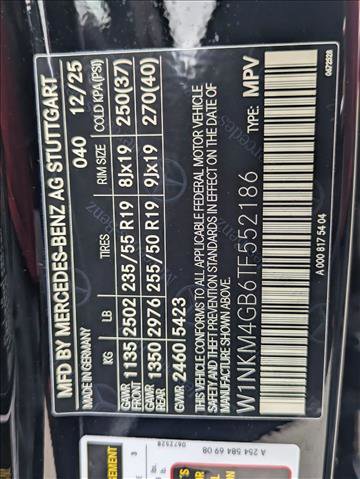 MFD BY MERCEDES-BENZ AG STUTTGART
MADE IN GERMANY 040 12/25
KG LB TIRES RIM SIZE COLD KPA(PSI)
GAWR FRONT 1135 2502 235/55 R19 8Jx19 250(37)
GAWR REAR 1350 2976 255/50 R19 9Jx19 270(40)
GVWR 2460 5423
THIS VEHICLE CONFORMS TO ALL APPLICABLE FEDERAL MOTOR VEHICLE
SAFETY AND THEFT PREVENTION STANDARDS IN EFFECT ON THE DATE OF
MANUFACTURE SHOWN ABOVE.
W1NKM4GB6TF552186 TYPE: MPV
A 000 817 54 04 0672528
A 254 584 69 08
0672528
3